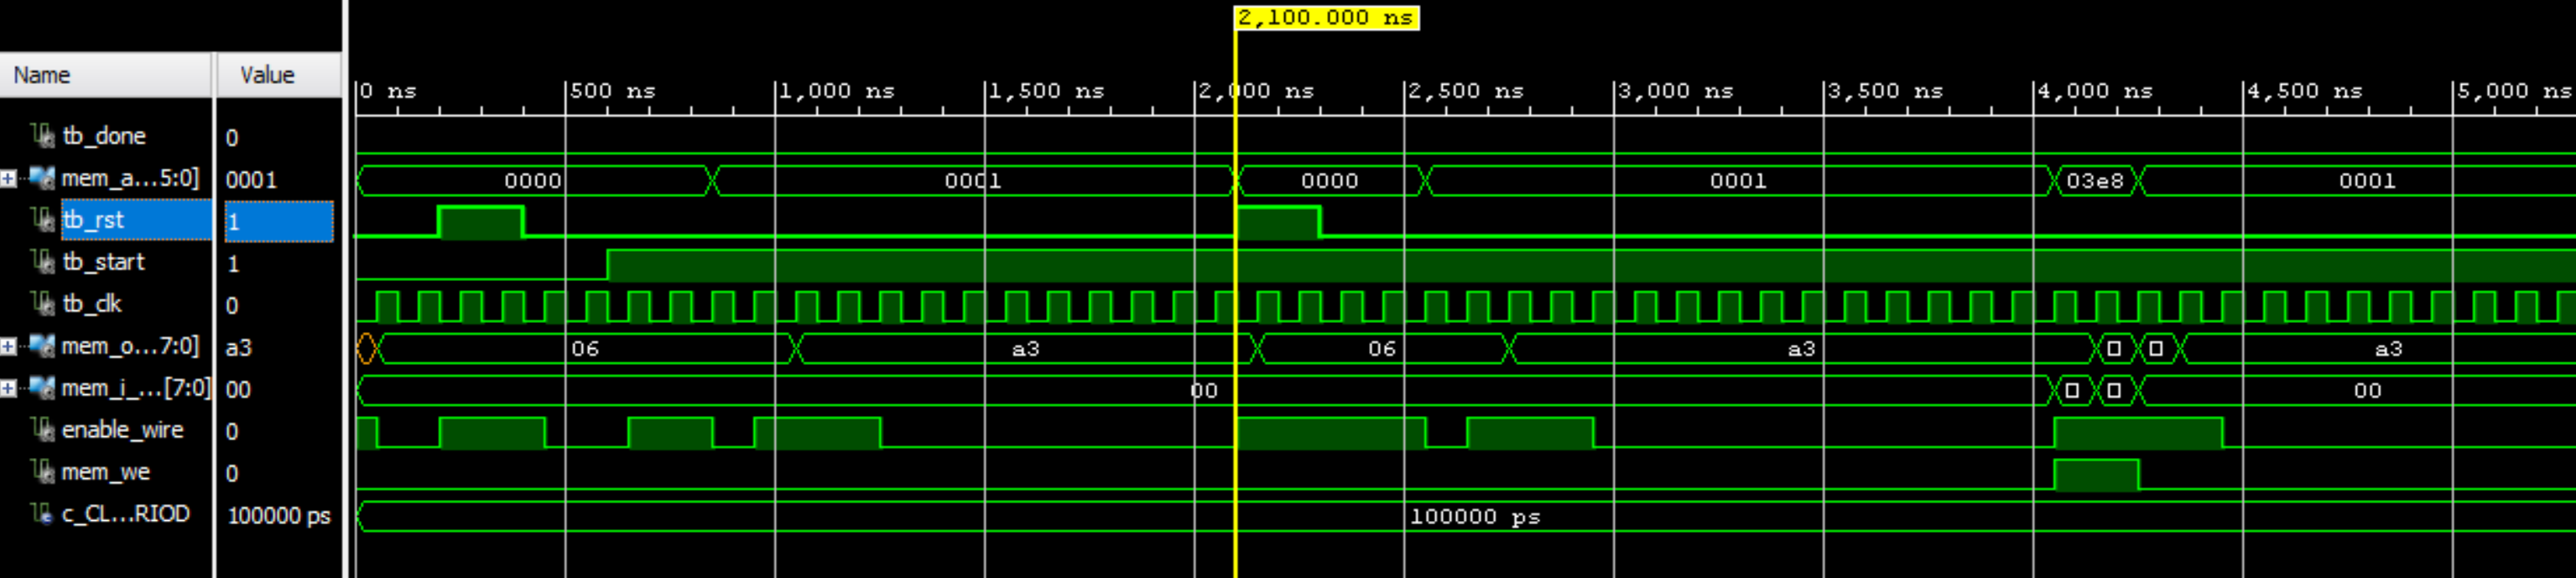 2,100.000 ns
Name Value
0 ns 500 ns 1,000 ns 1,500 ns 2,000 ns 2,500 ns 3,000 ns 3,500 ns 4,000 ns 4,500 ns 5,000 ns
tb_done 0
mem_a...5:0] 0001 0000 0001 0000 0001 03e8 0001
tb_rst 1
tb_start 1
tb_clk 0
mem_o...7:0] a3 06 a3 06 a3 a3
mem_i_...[7:0] 00 00 00
enable_wire 0
mem_we 0
c_CL...RIOD 100000 ps 100000 ps